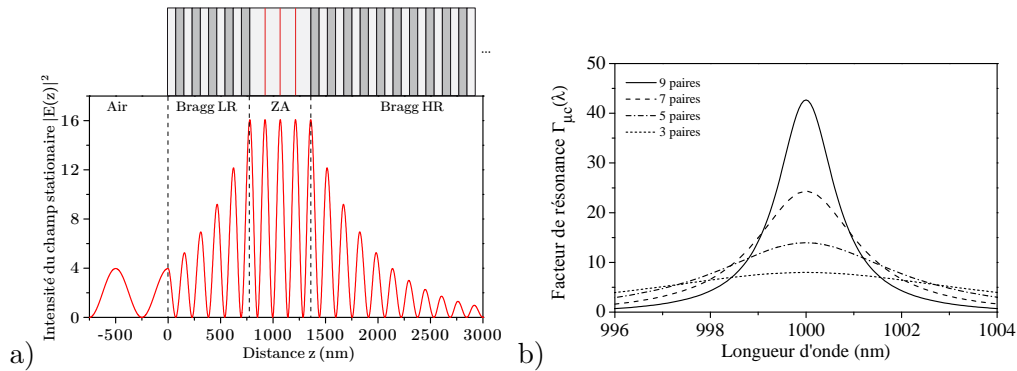 a)
...
Intensité du champ stationaire |E(z)|²
Air
Bragg LR
ZA
Bragg HR
16
12
8
4
0
-500 0 500 1000 1500 2000 2500 3000
Distance z (nm)
b)
Facteur de résonance Γμc(λ)
50
40
30
20
10
0
9 paires
7 paires
5 paires
3 paires
996 998 1000 1002 1004
Longueur d'onde (nm)